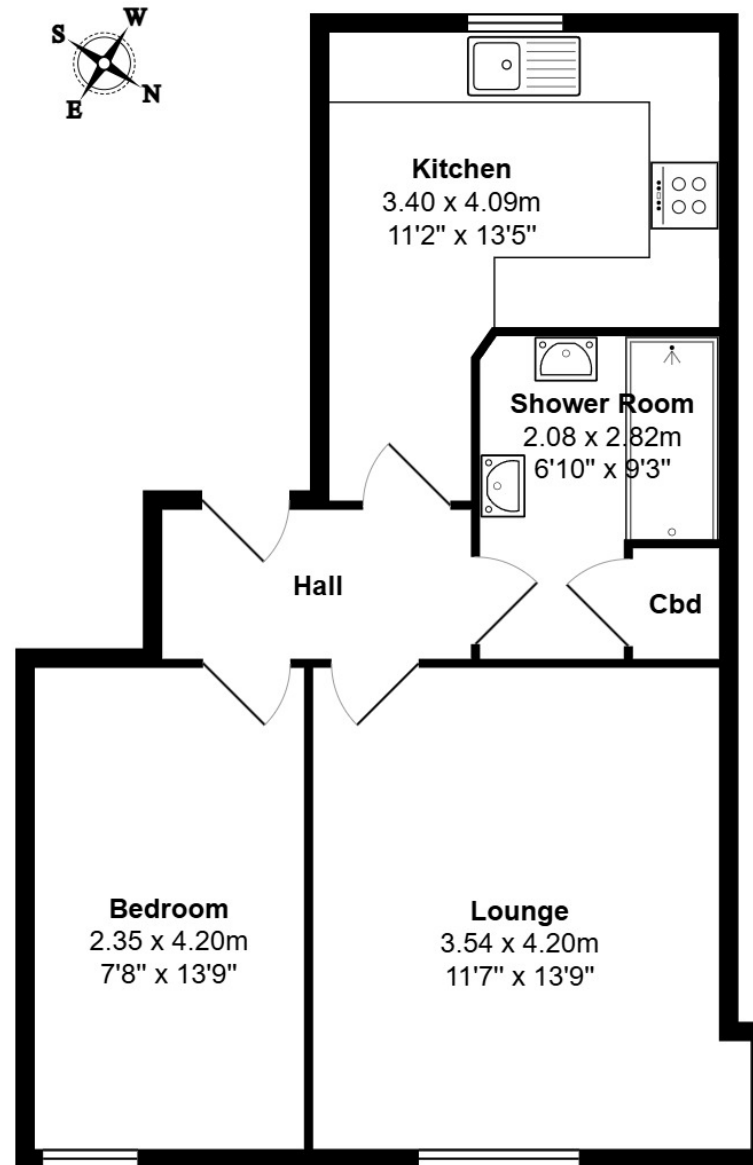 W
S
E
N
Kitchen
3.40 x 4.09m
11'2" x 13'5"
Shower Room
2.08 x 2.82m
6'10" x 9'3"
Hall
Cbd
Bedroom
2.35 x 4.20m
7'8" x 13'9"
Lounge
3.54 x 4.20m
11'7" x 13'9"